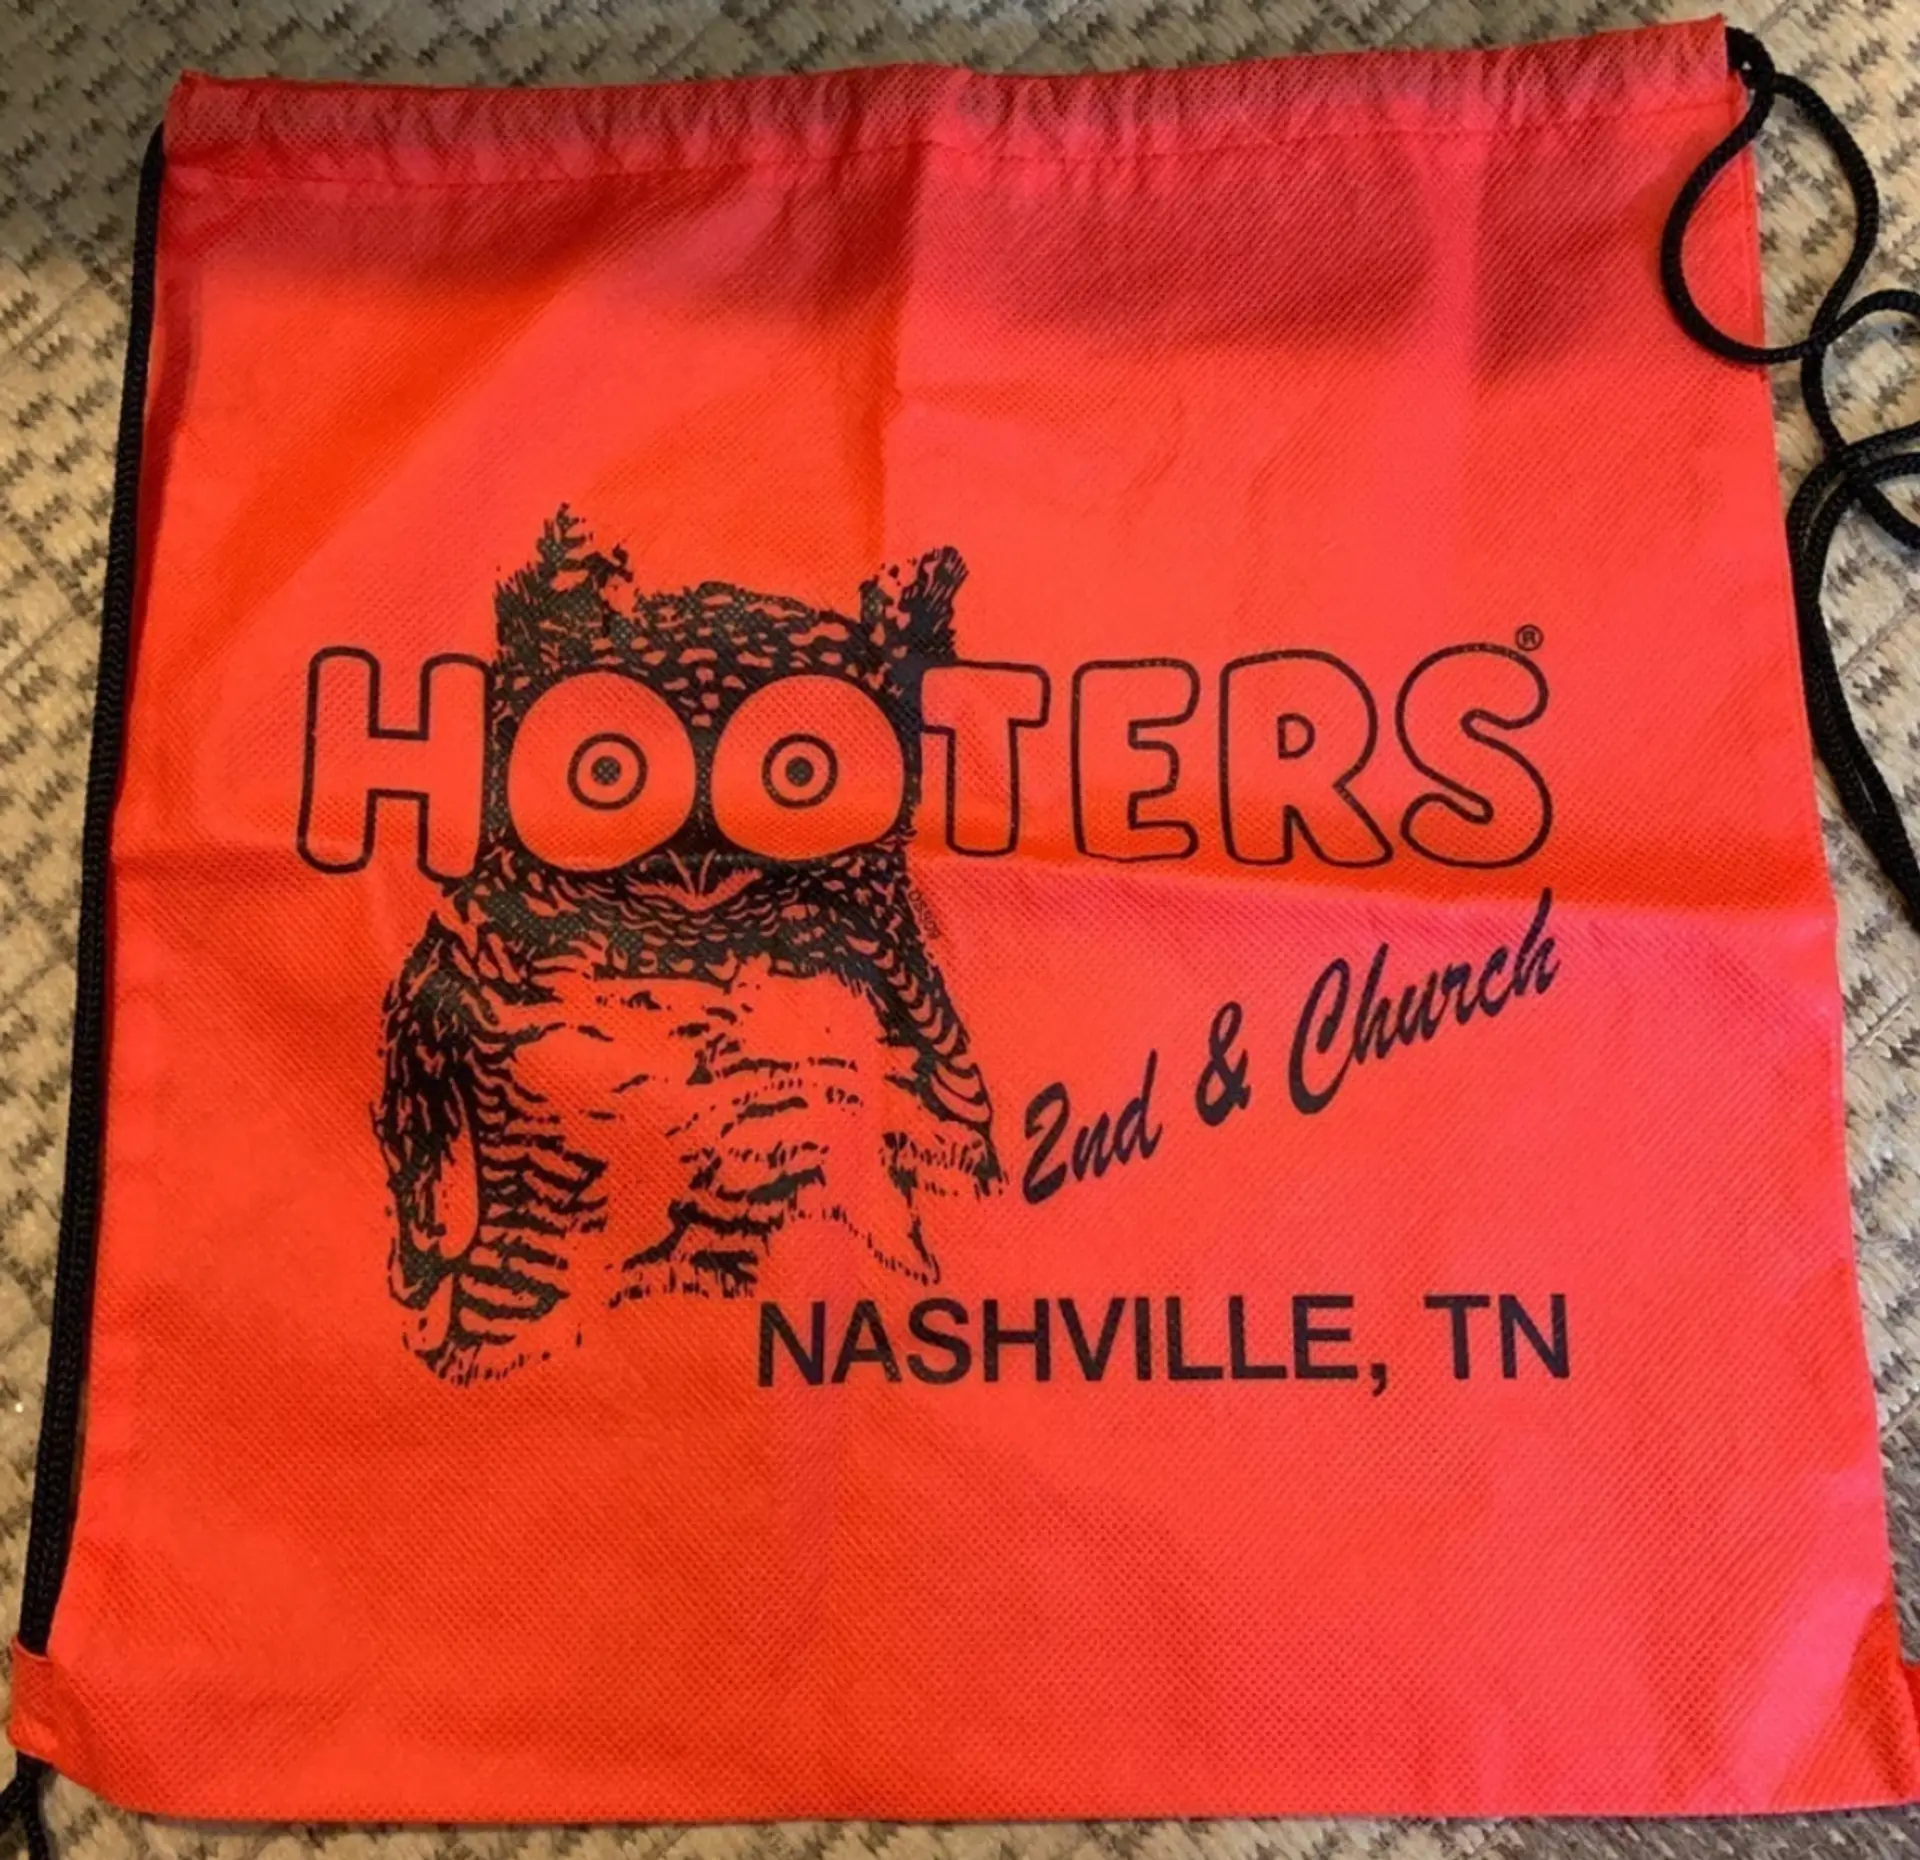 HOOTERS®
2nd & Church
NASHVILLE, TN